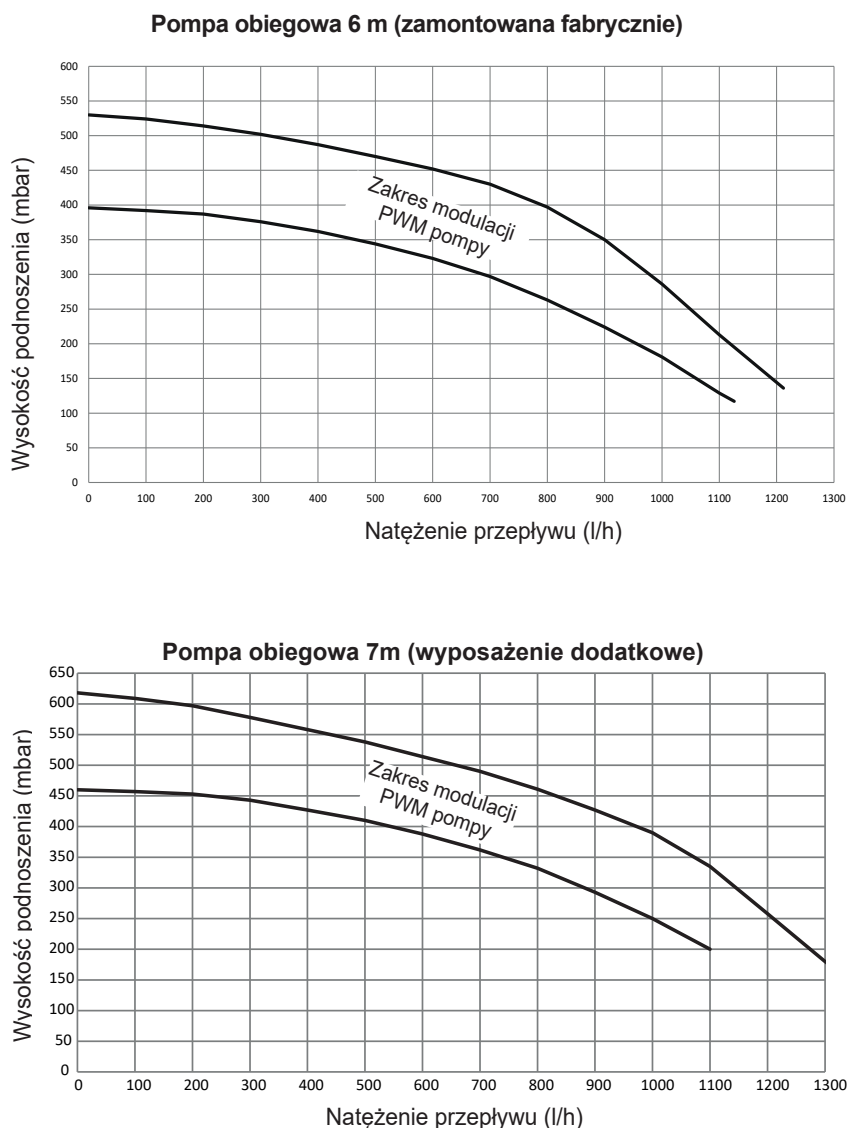 Pompa obiegowa 6 m (zamontowana fabrycznie)
Wysokość podnoszenia (mbar)
600
550
500
450
400
350
300
250
200
150
100
50
0
Zakres modulacji
PWM pompy
0 100 200 300 400 500 600 700 800 900 1000 1100 1200 1300
Natężenie przepływu (l/h)
Pompa obiegowa 7m (wyposażenie dodatkowe)
Wysokość podnoszenia (mbar)
650
600
550
500
450
400
350
300
250
200
150
100
50
0
Zakres modulacji
PWM pompy
0 100 200 300 400 500 600 700 800 900 1000 1100 1200 1300
Natężenie przepływu (l/h)